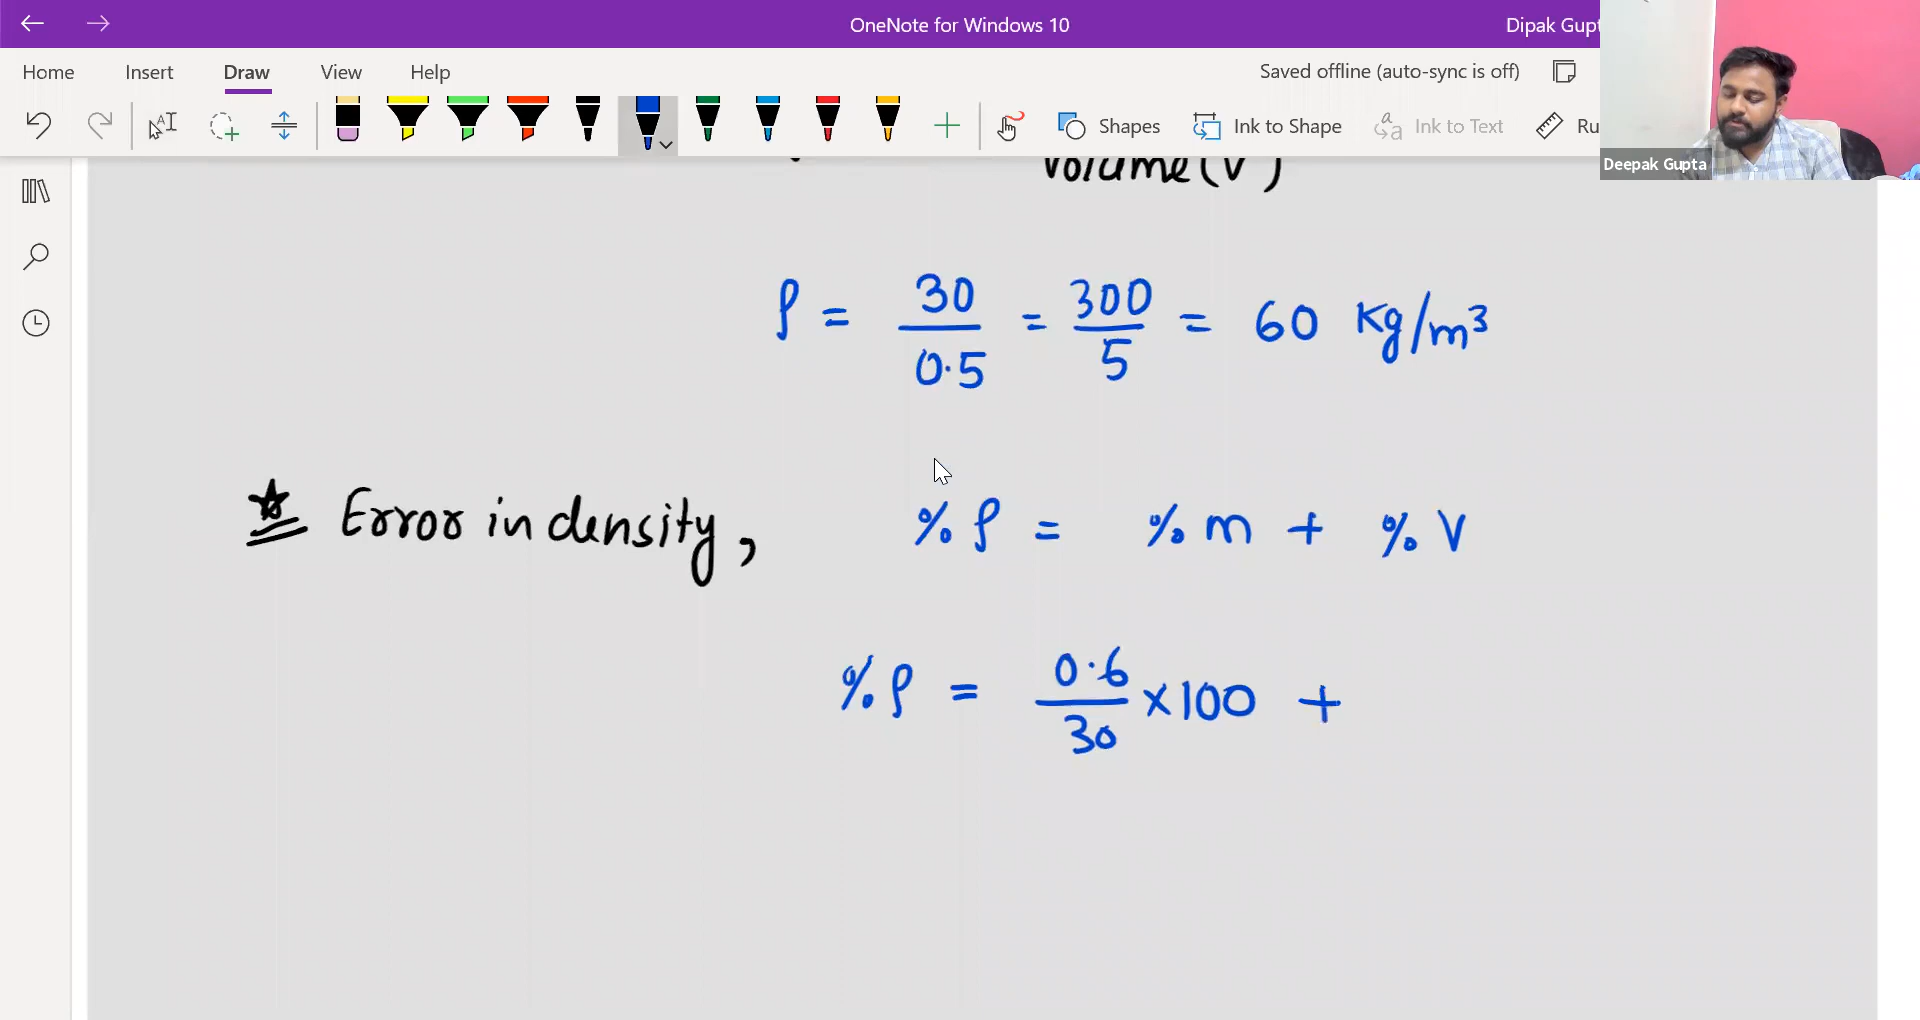 OneNote for Windows 10
Dipak Gupt
Home Insert Draw View Help
Saved offline (auto-sync is off)
Shapes Ink to Shape Ink to Text Ru
Deepak Gupta
Volume (V)
ρ = 30/0.5 = 300/5 = 60 Kg/m³
Error in density, % ρ = % m + % V
% ρ = 0.6/30 × 100 +